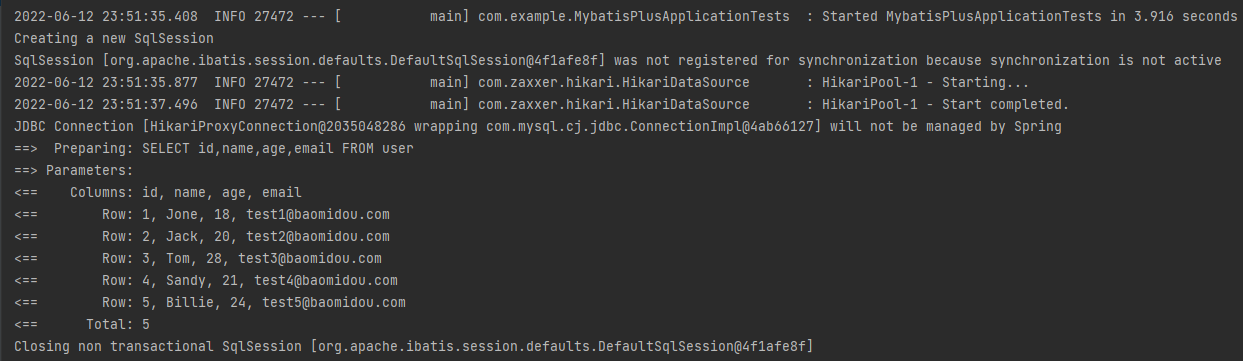 2022-06-12 23:51:35.408  INFO 27472 --- [           main] com.example.MybatisPlusApplicationTests  : Started MybatisPlusApplicationTests in 3.916 seconds
Creating a new SqlSession
SqlSession [org.apache.ibatis.session.defaults.DefaultSqlSession@4f1afe8f] was not registered for synchronization because synchronization is not active
2022-06-12 23:51:35.877  INFO 27472 --- [           main] com.zaxxer.hikari.HikariDataSource       : HikariPool-1 - Starting...
2022-06-12 23:51:37.496  INFO 27472 --- [           main] com.zaxxer.hikari.HikariDataSource       : HikariPool-1 - Start completed.
JDBC Connection [HikariProxyConnection@2035048286 wrapping com.mysql.cj.jdbc.ConnectionImpl@4ab66127] will not be managed by Spring
==>  Preparing: SELECT id,name,age,email FROM user
==> Parameters:
<==    Columns: id, name, age, email
<==        Row: 1, Jone, 18, test1@baomidou.com
<==        Row: 2, Jack, 20, test2@baomidou.com
<==        Row: 3, Tom, 28, test3@baomidou.com
<==        Row: 4, Sandy, 21, test4@baomidou.com
<==        Row: 5, Billie, 24, test5@baomidou.com
<==      Total: 5
Closing non transactional SqlSession [org.apache.ibatis.session.defaults.DefaultSqlSession@4f1afe8f]